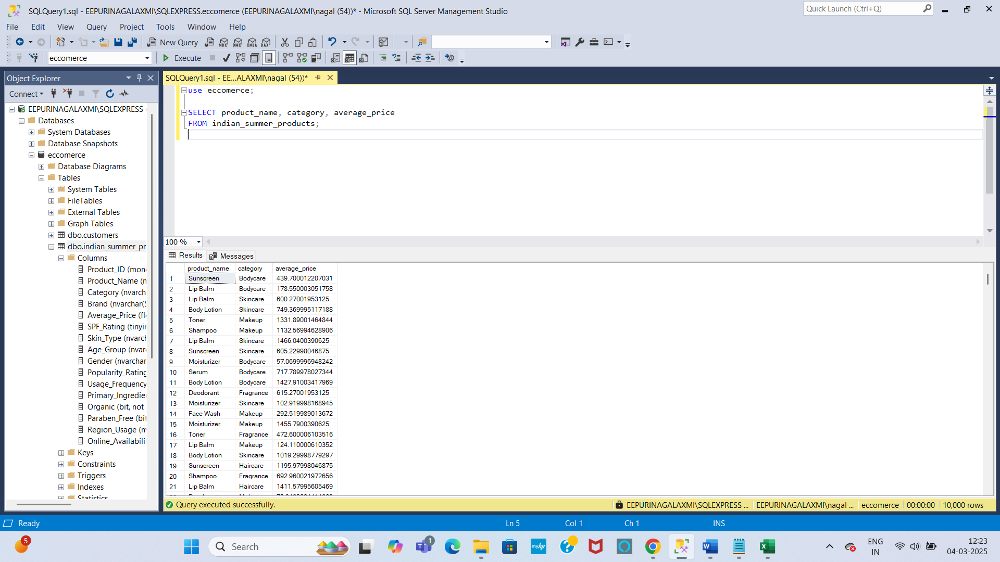 SQLQuery1.sql - EEPURINAGALAXMI\SQLEXPRESS.eccomerce (EEPURINAGALAXMI\nagal (54))* - Microsoft SQL Server Management Studio
Quick Launch (Ctrl+Q)
File Edit View Query Project Tools Window Help
New Query MDX DMX XMLA DAX
eccomerce Execute
Object Explorer
Connect
EEPURINAGALAXMI\SQLEXPRESS (
Databases
System Databases
Database Snapshots
eccomerce
Database Diagrams
Tables
System Tables
FileTables
External Tables
Graph Tables
dbo.customers
dbo.indian_summer_pr
Columns
Product_ID (mon
Product_Name (n
Category (nvarch
Brand (nvarchar(5
Average_Price (fl
SPF_Rating (tinyin
Skin_Type (nvarch
Age_Group (nvar
Gender (nvarchar
Popularity_Rating
Usage_Frequency
Primary_Ingredie
Organic (bit, not
Paraben_Free (bit
Region_Usage (nv
Online_Availabilit
Keys
Constraints
Triggers
Indexes
Statistics
SQLQuery1.sql - EE...ALAXMI\nagal (54))*
use eccomerce;
SELECT product_name, category, average_price
FROM indian_summer_products;
100 %
Results Messages
product_name category average_price
1 Sunscreen Bodycare 439.700012207031
2 Lip Balm Bodycare 178.550003051758
3 Lip Balm Skincare 600.27001953125
4 Body Lotion Skincare 749.369995117188
5 Toner Makeup 1331.89001464844
6 Shampoo Makeup 1132.56994628906
7 Lip Balm Skincare 1466.0400390625
8 Sunscreen Skincare 605.22998046875
9 Moisturizer Bodycare 57.0699996948242
10 Serum Bodycare 717.789978027344
11 Body Lotion Bodycare 1427.91003417969
12 Deodorant Fragrance 615.27001953125
13 Moisturizer Skincare 102.919998168945
14 Face Wash Makeup 292.519989013672
15 Moisturizer Makeup 1455.7900390625
16 Toner Fragrance 472.600006103516
17 Lip Balm Makeup 124.110000610352
18 Body Lotion Skincare 1019.29998779297
19 Sunscreen Haircare 1195.97998046875
20 Shampoo Fragrance 692.960021972656
21 Lip Balm Haircare 1411.57995605469
Query executed successfully. EEPURINAGALAXMI\SQLEXPRESS ... EEPURINAGALAXMI\nagal ... eccomerce 00:00:00 10,000 rows
Ready Ln 5 Col 1 Ch 1 INS
5 Search 1 myhp ENG
IN
12:23
04-03-2025